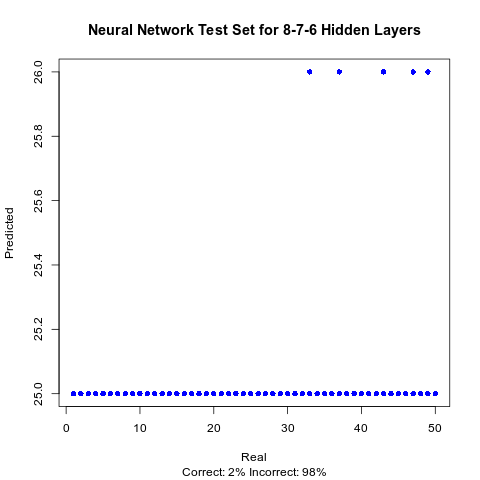 Neural Network Test Set for 8-7-6 Hidden Layers
Predicted
26.0
25.8
25.6
25.4
25.2
25.0
0 10 20 30 40 50
Real
Correct: 2% Incorrect: 98%